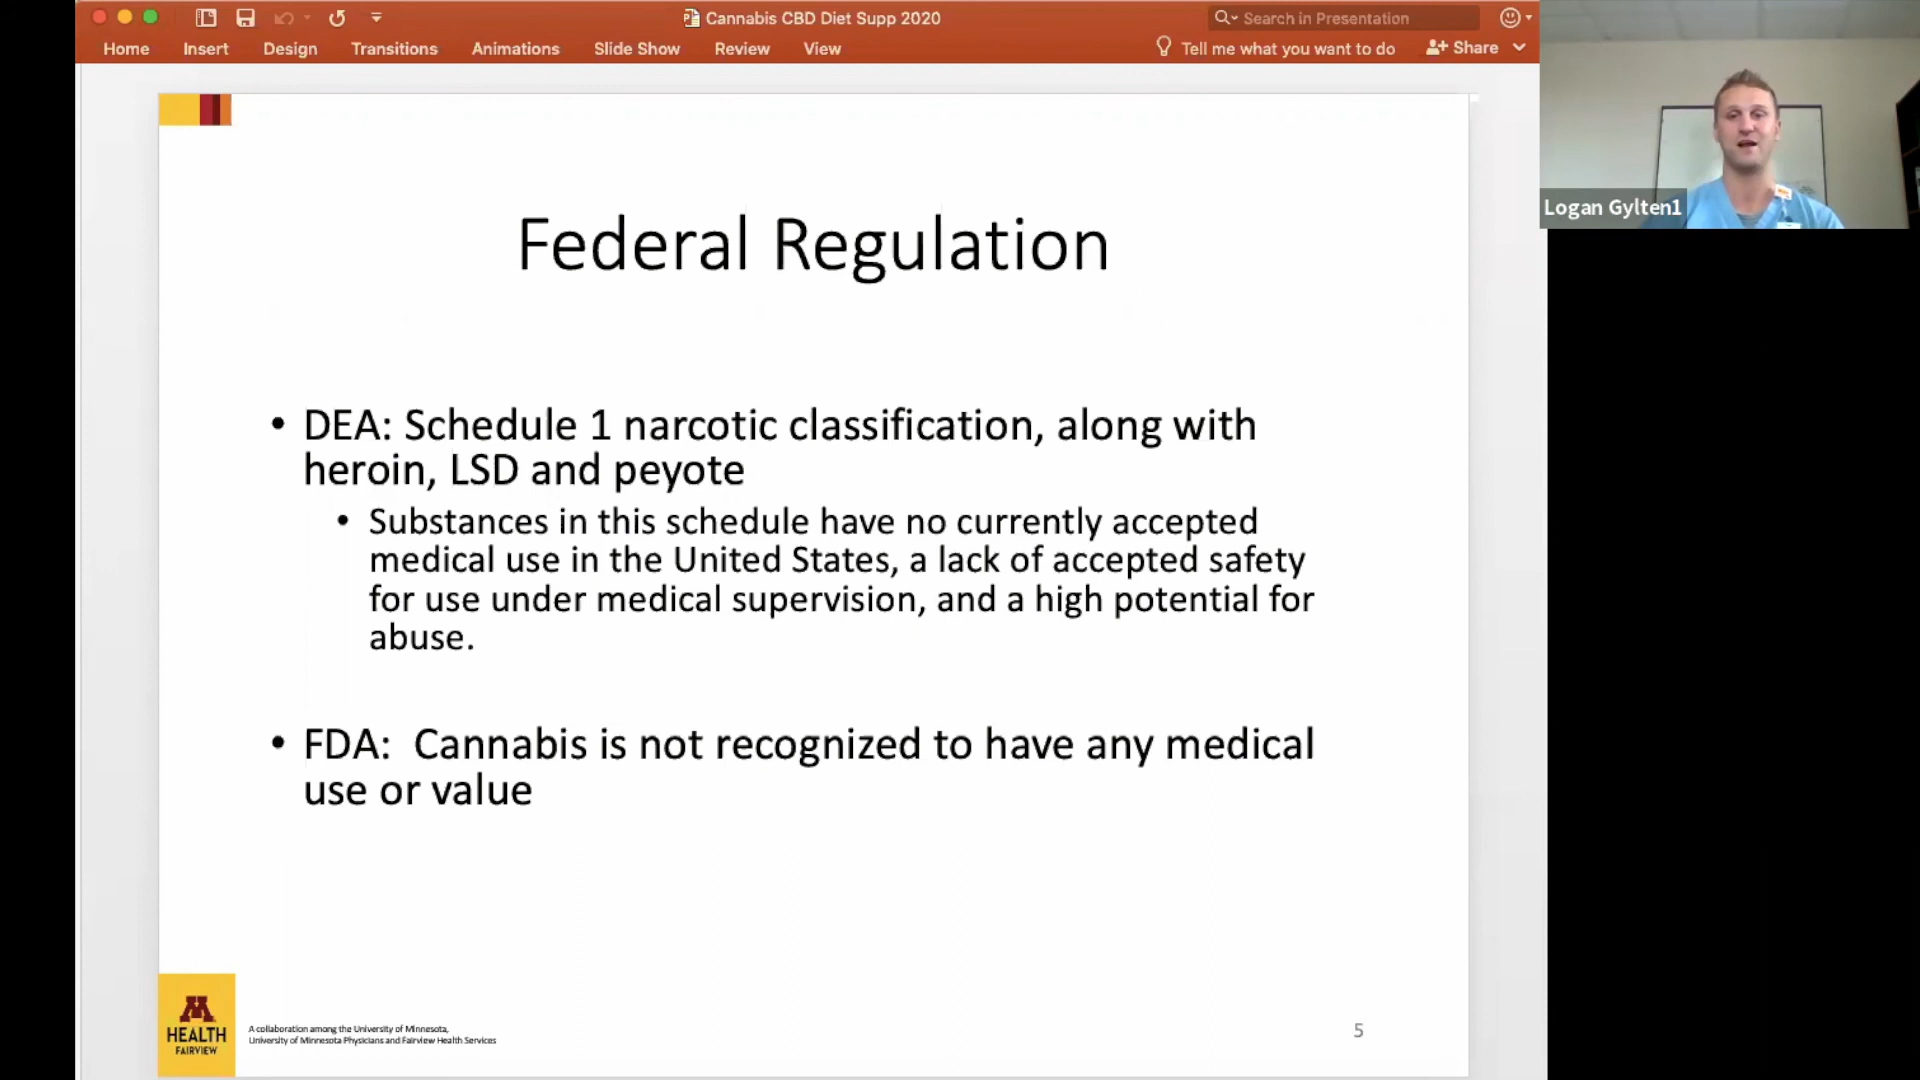 Cannabis CBD Diet Supp 2020
Search in Presentation
Home Insert Design Transitions Animations Slide Show Review View
Tell me what you want to do
Share
Logan Gylten1
Federal Regulation
• DEA: Schedule 1 narcotic classification, along with
heroin, LSD and peyote
• Substances in this schedule have no currently accepted
medical use in the United States, a lack of accepted safety
for use under medical supervision, and a high potential for
abuse.
• FDA: Cannabis is not recognized to have any medical
use or value
M
HEALTH
FAIRVIEW
A collaboration among the University of Minnesota,
University of Minnesota Physicians and Fairview Health Services
5